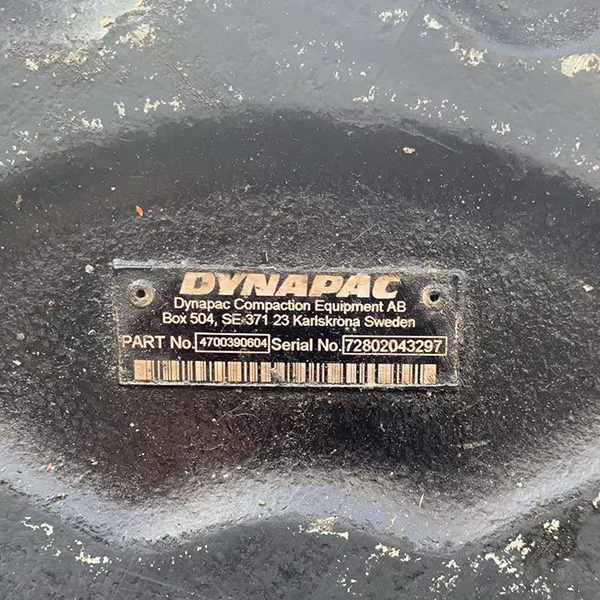 DYNAPAC
Dynapac Compaction Equipment AB
Box 504, SE-371 23 Karlskrona Sweden
PART No. 4700390604 Serial No. 72802043297